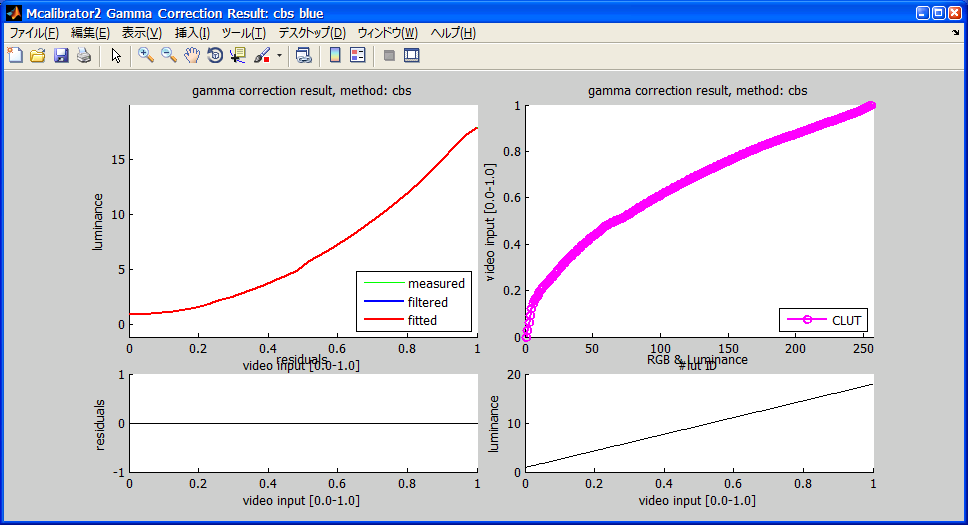 Mcalibrator2 Gamma Correction Result: cbs blue
ファイル(F) 編集(E) 表示(V) 挿入(I) ツール(T) デスクトップ(D) ウィンドウ(W) ヘルプ(H)
gamma correction result, method: cbs
luminance
15
10
5
0
0 0.2 0.4 0.6 0.8 1
measured
filtered
fitted
video input [0.0-1.0]
gamma correction result, method: cbs
video input [0.0-1.0]
1
0.8
0.6
0.4
0.2
0
0 50 100 150 200 250
CLUT
#lut ID
residuals
residuals
1
0
-1
0 0.2 0.4 0.6 0.8 1
video input [0.0-1.0]
RGB & Luminance
luminance
20
10
0
0 0.2 0.4 0.6 0.8 1
video input [0.0-1.0]